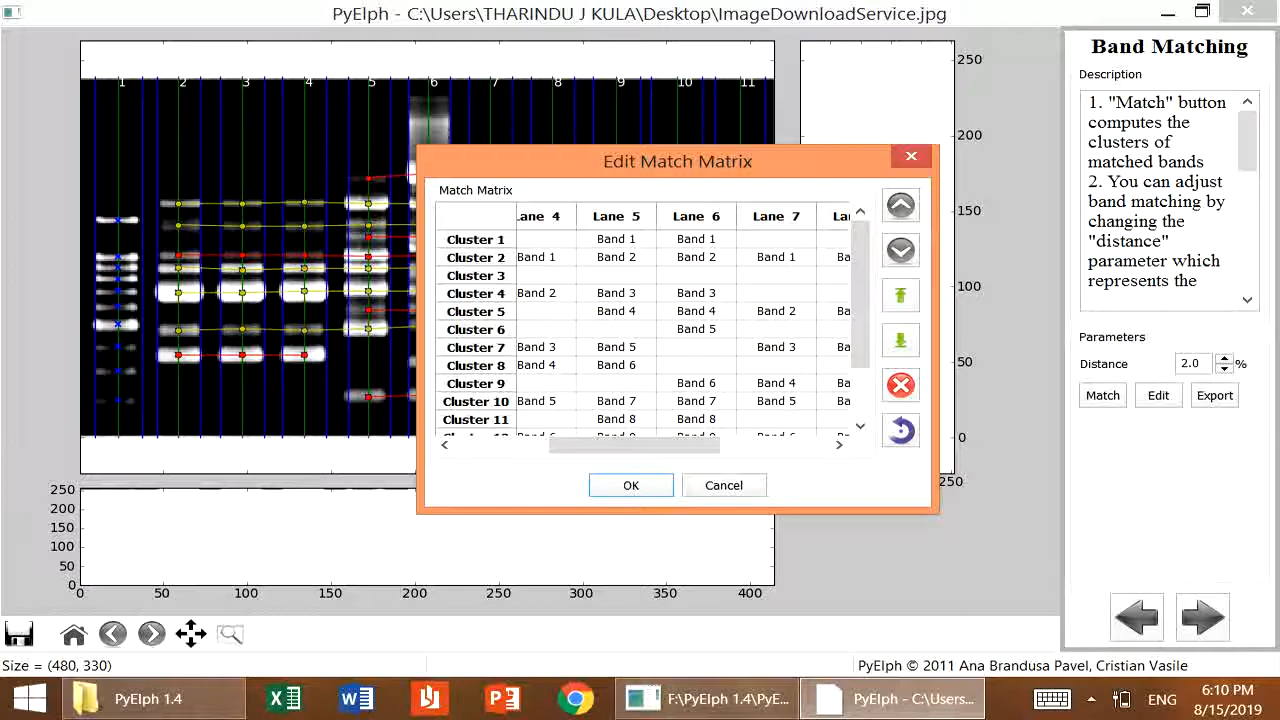 PyElph - C:\Users\THARINDU J KULA\Desktop\ImageDownloadService.jpg
1 2 3 4 5 6 7 8 9 10 11
250
200
150
100
50
0
250
Edit Match Matrix
Match Matrix
Lane 4 Lane 5 Lane 6 Lane 7
Cluster 1 Band 1 Band 1
Cluster 2 Band 1 Band 2 Band 2 Band 1 Ba
Cluster 3
Cluster 4 Band 2 Band 3 Band 3
Cluster 5 Band 4 Band 4 Band 2 Ba
Cluster 6 Band 5
Cluster 7 Band 3 Band 5 Band 3 Ba
Cluster 8 Band 4 Band 6
Cluster 9 Band 6 Band 4 Ba
Cluster 10 Band 5 Band 7 Band 7 Band 5 Ba
Cluster 11 Band 8 Band 8
OK Cancel
250
200
150
100
50
0
0 50 100 150 200 250 300 350 400
Band Matching
Description
1. "Match" button
computes the
clusters of
matched bands
2. You can adjust
band matching by
changing the
"distance"
parameter which
represents the
Parameters
Distance 2.0 %
Match Edit Export
Size = (480, 330)
PyElph © 2011 Ana Brandusa Pavel, Cristian Vasile
PyElph 1.4
F:\PyElph 1.4\PyE...
PyElph - C:\Users...
ENG
6:10 PM
8/15/2019